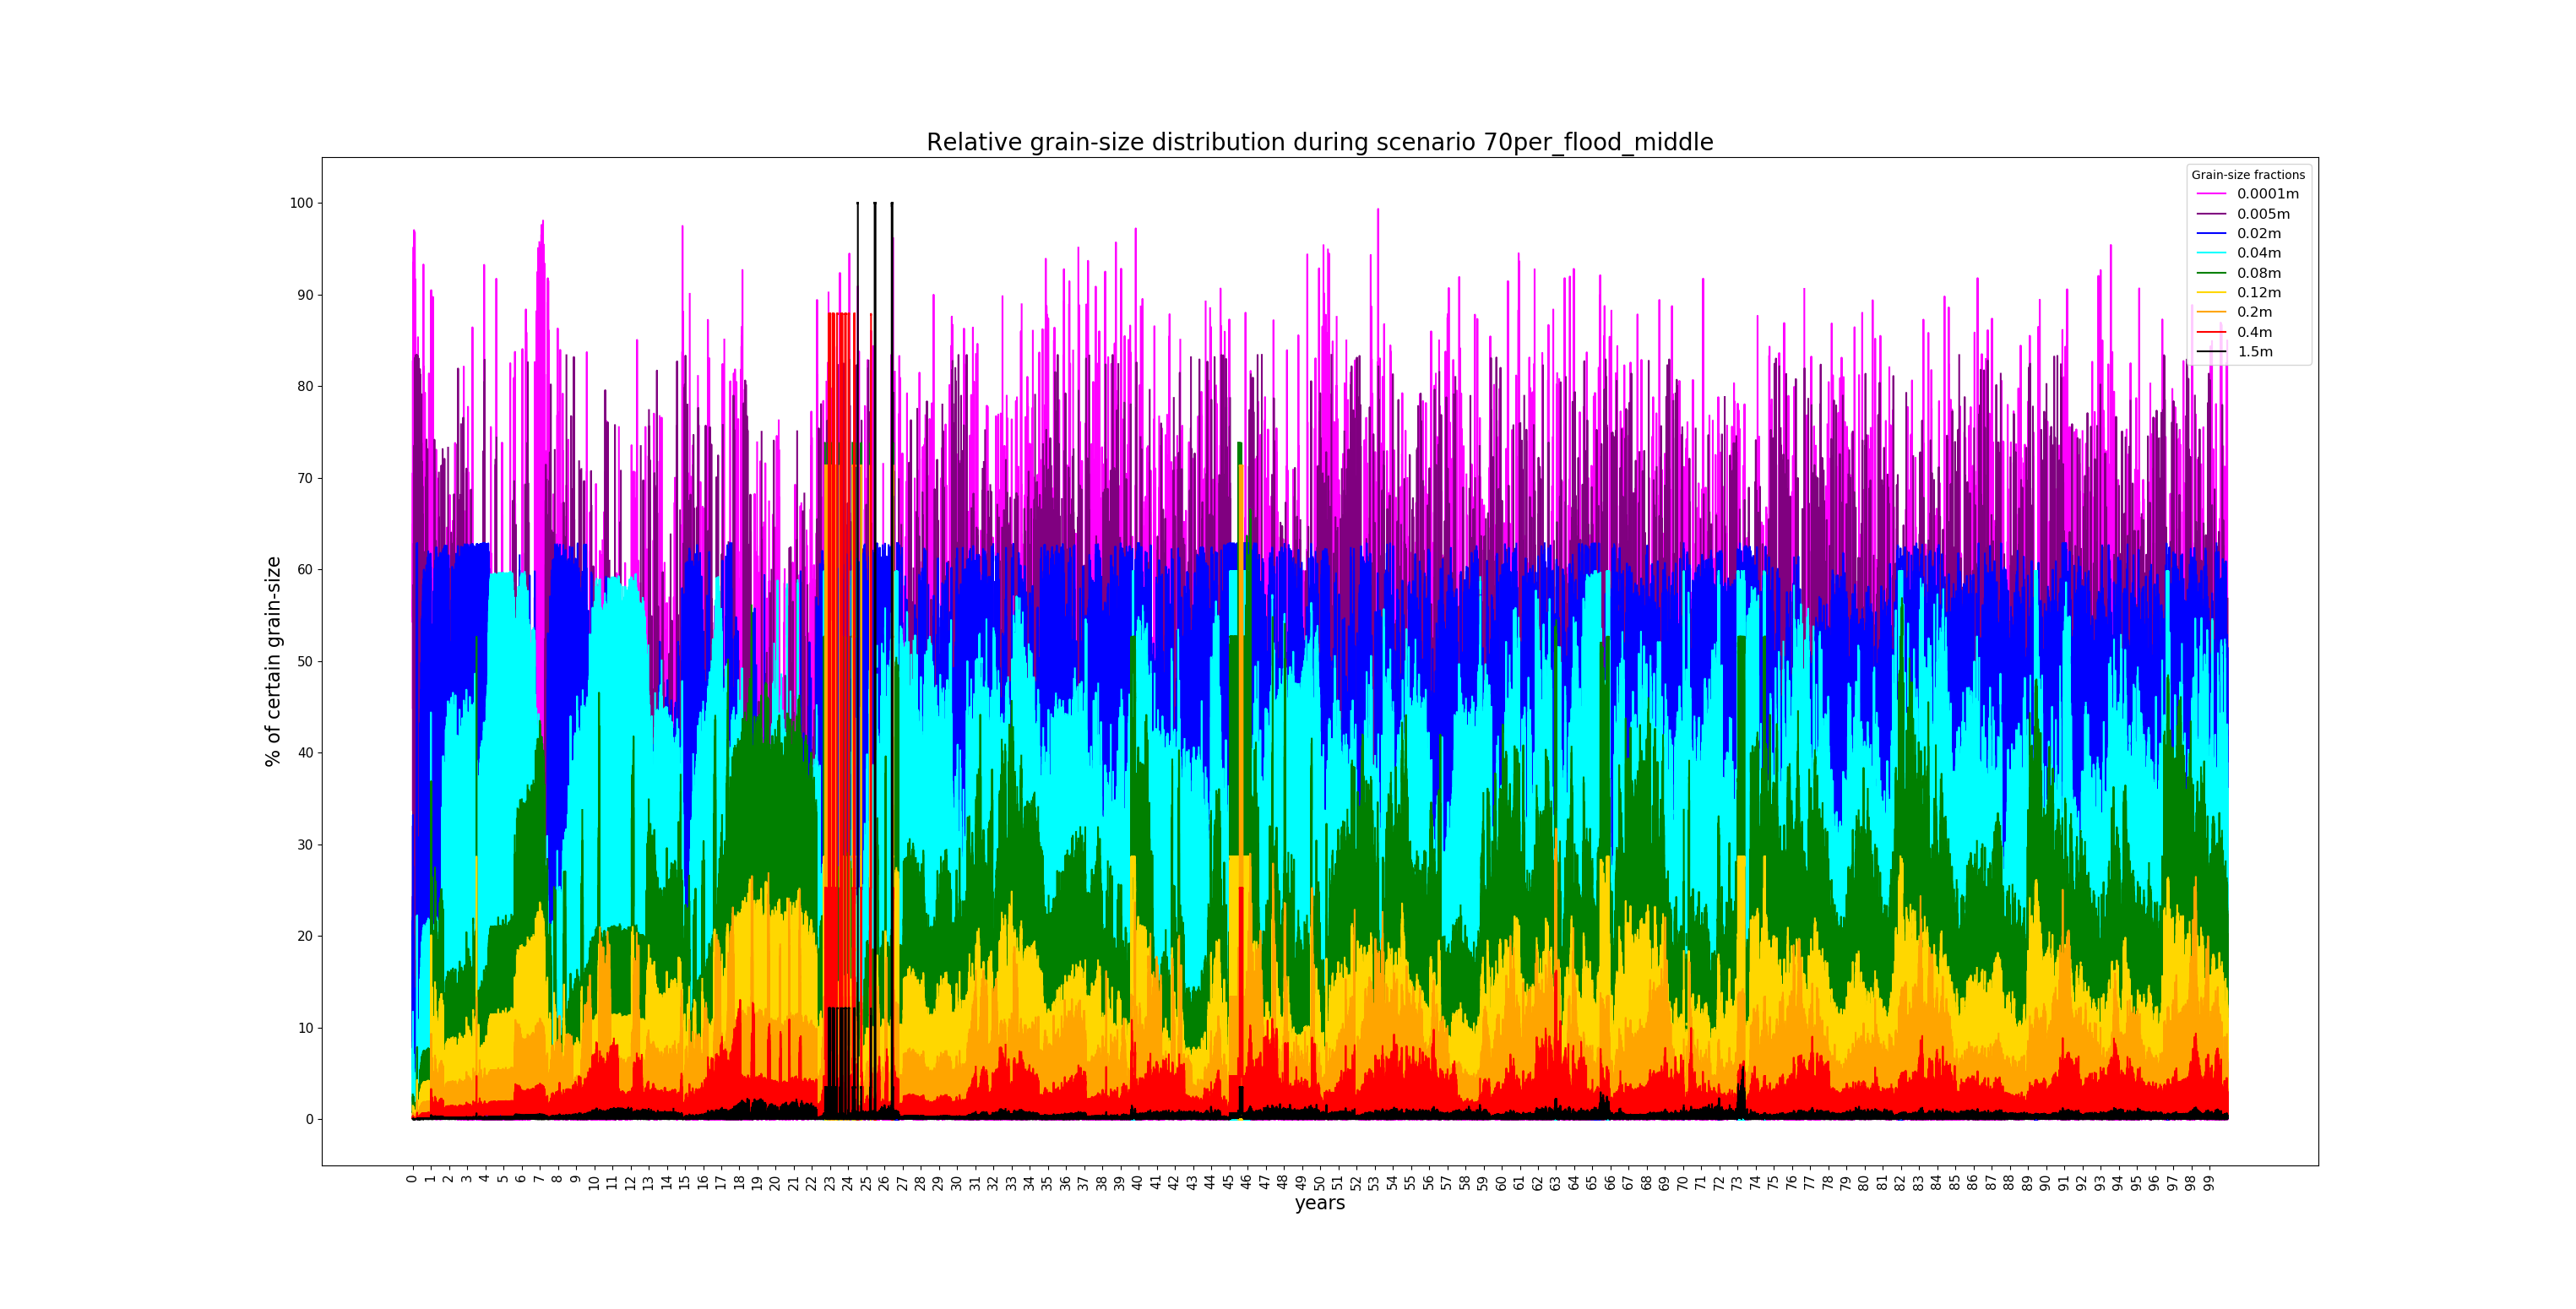 Relative grain-size distribution during scenario 70per_flood_middle
Grain-size fractions
0.0001m
0.005m
0.02m
0.04m
0.08m
0.12m
0.2m
0.4m
1.5m
% of certain grain-size
100
90
80
70
60
50
40
30
20
10
0
0 1 2 3 4 5 6 7 8 9 10 11 12 13 14 15 16 17 18 19 20 21 22 23 24 25 26 27 28 29 30 31 32 33 34 35 36 37 38 39 40 41 42 43 44 45 46 47 48 49 50 51 52 53 54 55 56 57 58 59 60 61 62 63 64 65 66 67 68 69 70 71 72 73 74 75 76 77 78 79 80 81 82 83 84 85 86 87 88 89 90 91 92 93 94 95 96 97 98 99
years